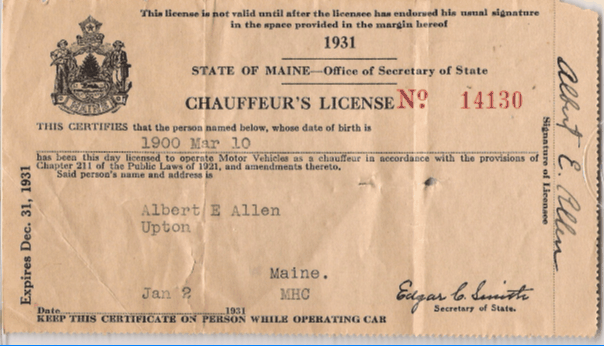 This license is not valid until after the licensee has endorsed his usual signature
in the space provided in the margin hereof
1931
STATE OF MAINE—Office of Secretary of State
CHAUFFEUR'S LICENSE No 14130
THIS CERTIFIES that the person named below, whose date of birth is
1900 Mar 10
has been this day licensed to operate Motor Vehicles as a chauffeur in accordance with the provisions of
Chapter 211 of the Public Laws of 1921, and amendments thereto.
Said person's name and address is
Albert E Allen
Upton
Maine.
Jan 2 MHC
Date 1931
Edgar C. Smith
Secretary of State.
KEEP THIS CERTIFICATE ON PERSON WHILE OPERATING CAR
Expires Dec. 31, 1931
Albert E. Allen
Signature of Licensee